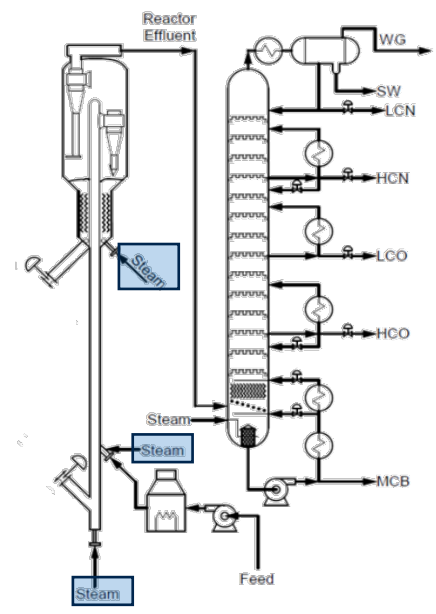 Reactor
Effluent
WG
SW
LCN
HCN
LCO
HCO
MCB
Steam
Steam
Steam
Feed
Steam